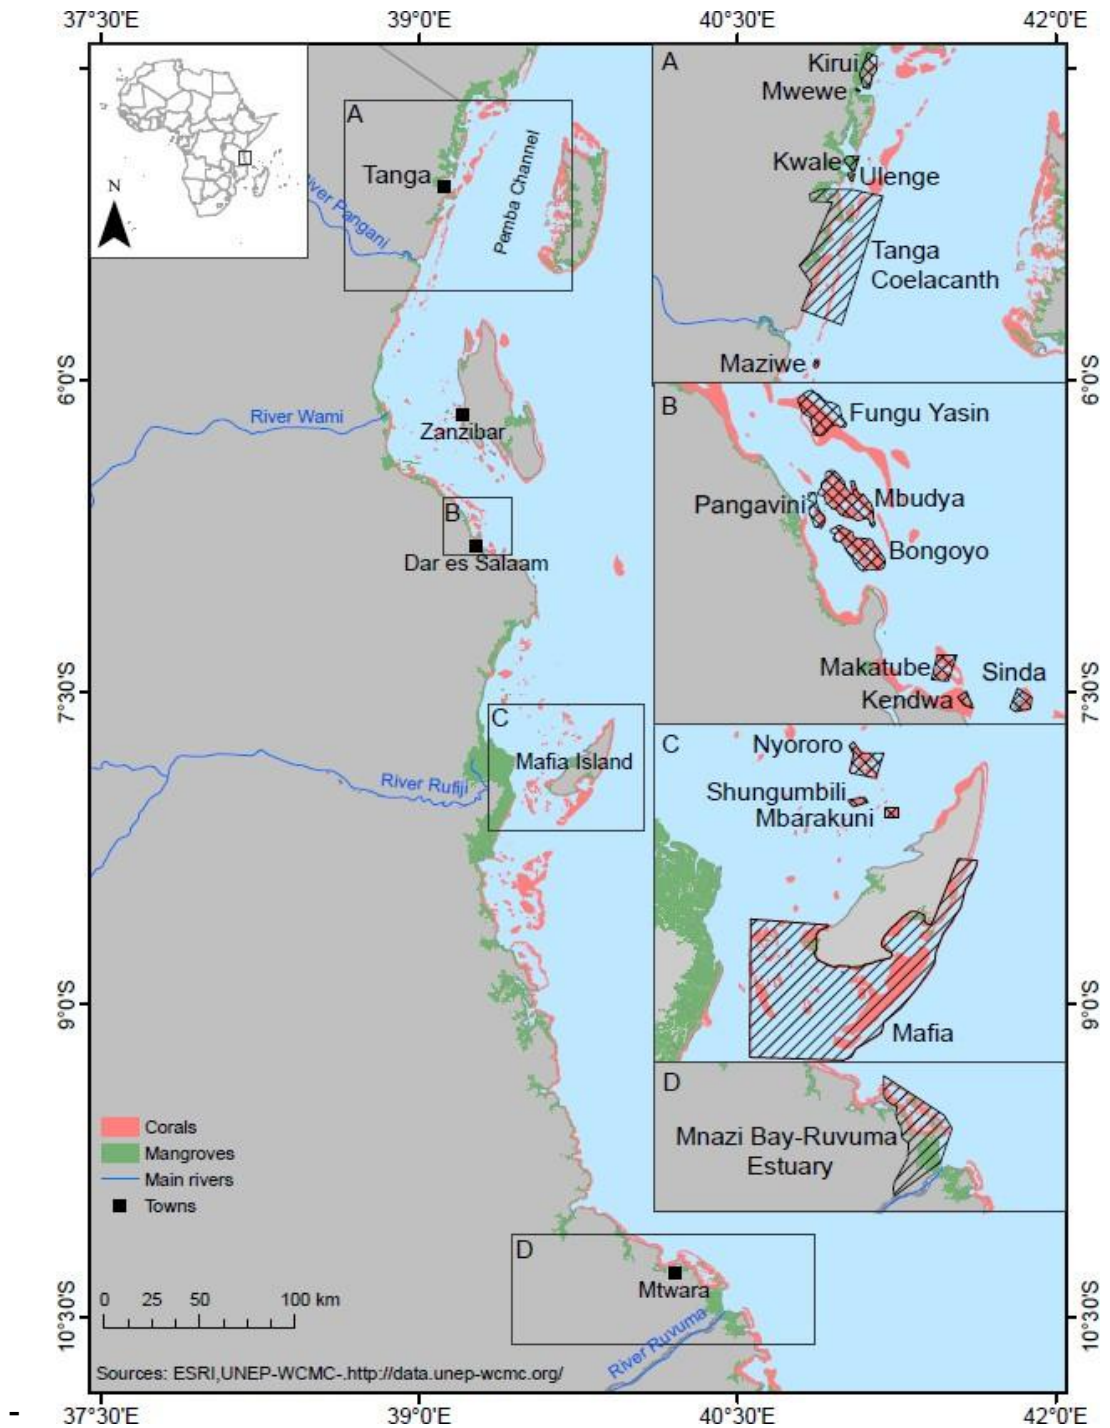 37°30'E
39°0'E
40°30'E
42°0'E
N
A
Tanga
Pemba Channel
River Pangani
6°0'S
River Wami
Zanzibar
B
Dar es Salaam
7°30'S
C
Mafia Island
River Rufiji
9°0'S
Corals
Mangroves
Main rivers
Towns
D
Mtwara
River Ruvuma
0 25 50 100 km
10°30'S
Sources: ESRI,UNEP-WCMC-.http://data.unep-wcmc.org/
A
Kirui
Mwewe
Kwale
Ulenge
Tanga
Coelacanth
Maziwe
6°0'S
B
Fungu Yasin
Pangavini
Mbudya
Bongoyo
Makatube
Sinda
Kendwa
7°30'S
C
Nyororo
Shungumbili
Mbarakuni
Mafia
9°0'S
D
Mnazi Bay-Ruvuma
Estuary
10°30'S
37°30'E
39°0'E
40°30'E
42°0'E
-